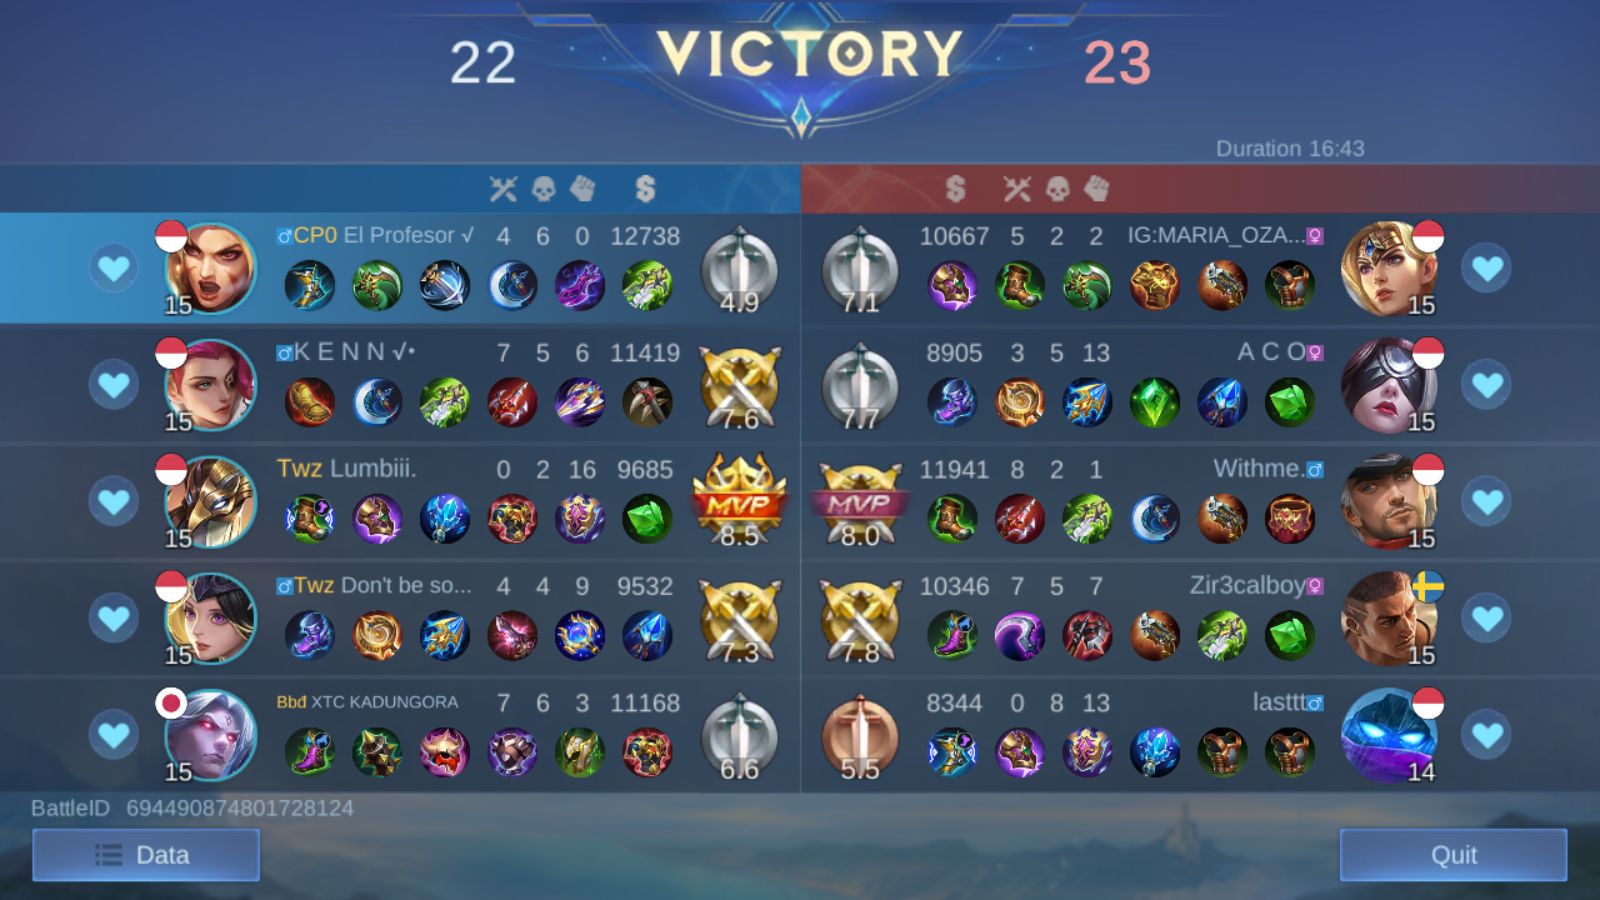 22 VICTORY 23
Duration 16:43
CP0 El Profesor √ 4 6 0 12738 10667 5 2 2 IG:MARIA_OZA...
15 4.9 7.1 15
K E N N √• 7 5 6 11419 8905 3 5 13 A C O
15 7.6 7.7 15
Twz Lumbiii. 0 2 16 9685 11941 8 2 1 Withme.
MVP MVP
15 8.5 8.0 15
Twz Don't be so... 4 4 9 9532 10346 7 5 7 Zir3calboy
15 7.3 7.8 15
Bbđ XTC KADUNGORA 7 6 3 11168 8344 0 8 13 lasttt
15 6.6 5.5 14
BattleID 694490874801728124
Data Quit